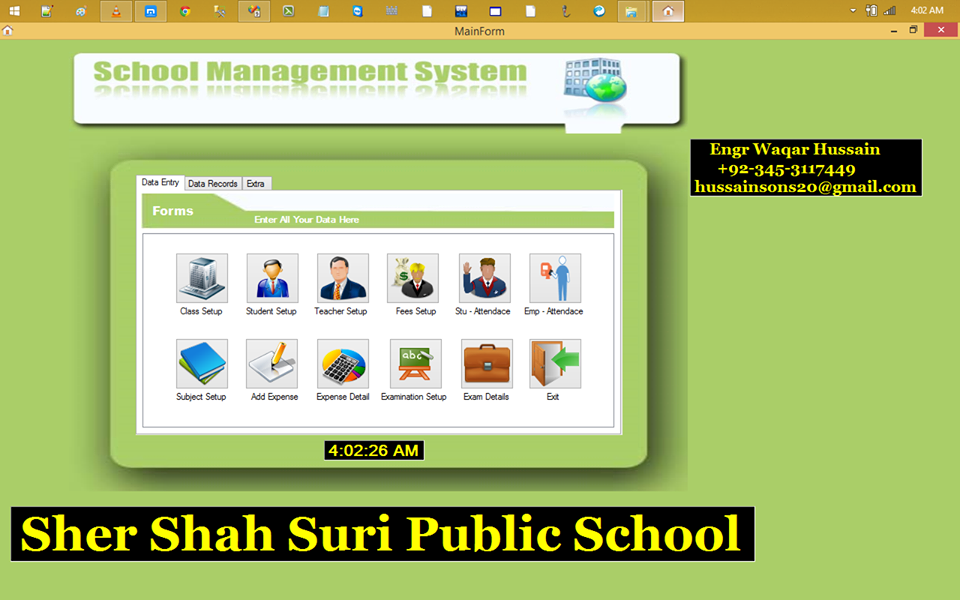 4:02 AM
MainForm
School Management System
Engr Waqar Hussain
+92-345-3117449
hussainsons20@gmail.com
Data Entry Data Records Extra
Forms
Enter All Your Data Here
Class Setup Student Setup Teacher Setup Fees Setup Stu - Attendace Emp - Attendace
abc
Subject Setup Add Expense Expense Detail Examination Setup Exam Details Exit
4:02:26 AM
Sher Shah Suri Public School